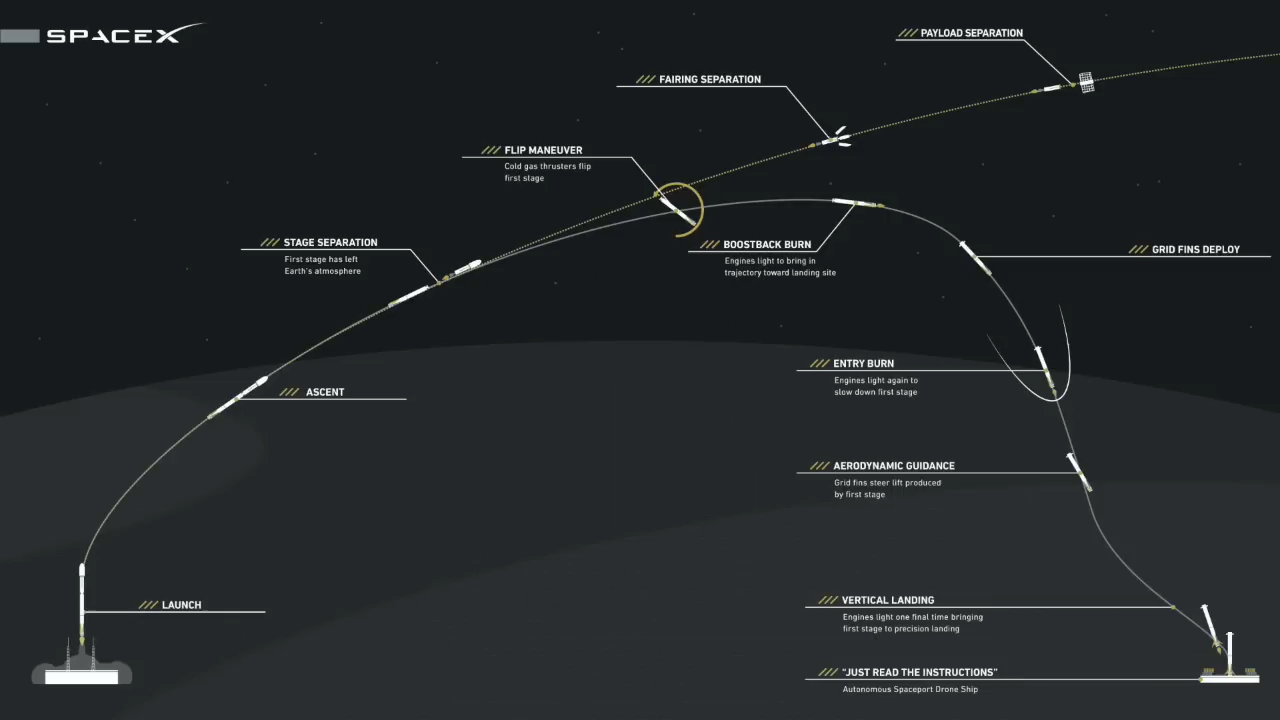 SPACEX
/// PAYLOAD SEPARATION
/// FAIRING SEPARATION
/// FLIP MANEUVER
Cold gas thrusters flip
first stage
/// STAGE SEPARATION
First stage has left
Earth's atmosphere
/// BOOSTBACK BURN
Engines light to bring in
trajectory toward landing site
/// GRID FINS DEPLOY
/// ENTRY BURN
Engines light again to
slow down first stage
/// ASCENT
/// AERODYNAMIC GUIDANCE
Grid fins steer lift produced
by first stage
/// LAUNCH
/// VERTICAL LANDING
Engines light one final time bringing
first stage to precision landing
/// "JUST READ THE INSTRUCTIONS"
Autonomous Spaceport Drone Ship